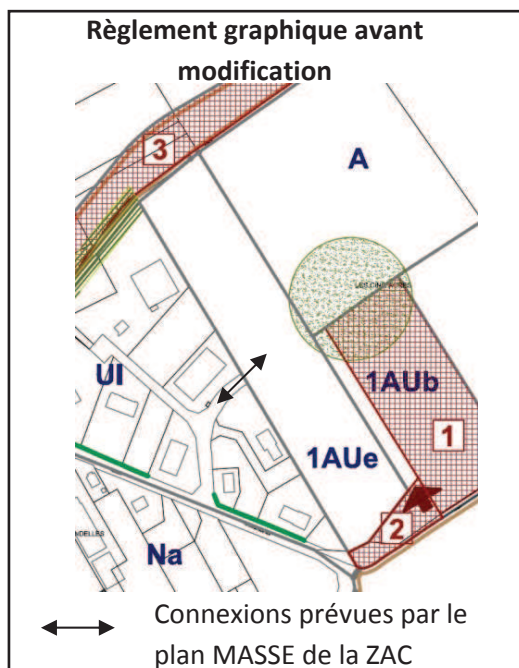 Règlement graphique avant
modification
3
A
UI
1AUb
1
1AUe
2
Na
Connexions prévues par le
plan MASSE de la ZAC